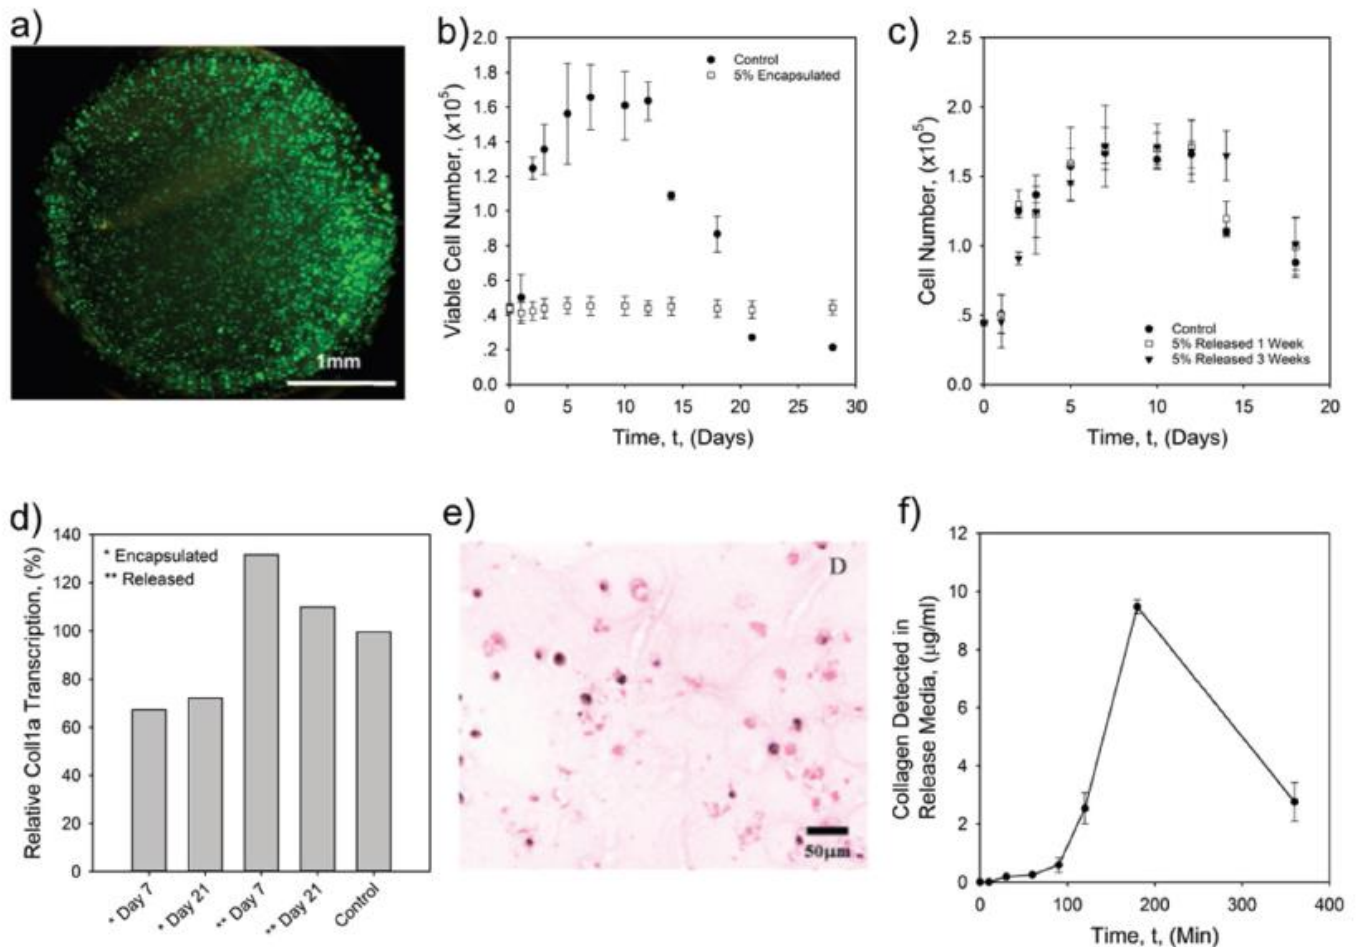 a)
1mm
b)
Viable Cell Number, (x10⁵)
2.0
1.8
1.6
1.4
1.2
1.0
.8
.6
.4
.2
0.0
Control
5% Encapsulated
0 5 10 15 20 25 30
Time, t, (Days)
c)
Cell Number, (x10⁵)
2.5
2.0
1.5
1.0
.5
0.0
Control
5% Released 1 Week
5% Released 3 Weeks
0 5 10 15 20
Time, t, (Days)
d)
Relative Coll1a Transcription, (%)
140
120
100
80
60
40
20
0
* Encapsulated
** Released
* Day 7
* Day 21
** Day 7
** Day 21
Control
e)
D
50μm
f)
Collagen Detected in
Release Media, (μg/ml)
12
10
8
6
4
2
0
0 100 200 300 400
Time, t, (Min)